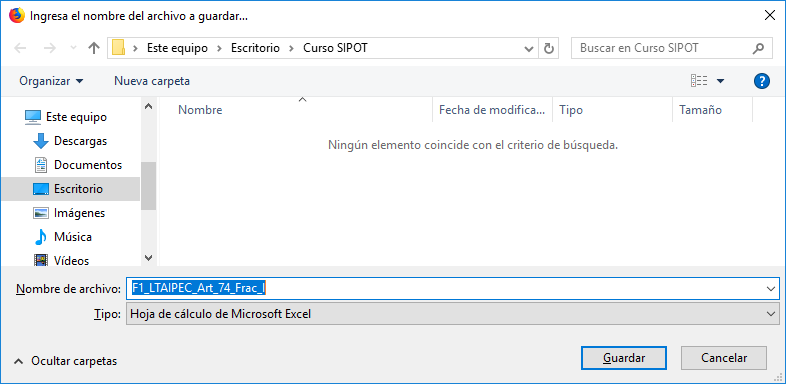 Ingresa el nombre del archivo a guardar...
Este equipo > Escritorio > Curso SIPOT
Buscar en Curso SIPOT
Organizar
Nueva carpeta
?
Este equipo
Descargas
Documentos
Escritorio
Imágenes
Música
Vídeos
Nombre
Fecha de modifica...
Tipo
Tamaño
Ningún elemento coincide con el criterio de búsqueda.
Nombre de archivo: F1_LTAIPEC_Art_74_Frac_I
Tipo: Hoja de cálculo de Microsoft Excel
Ocultar carpetas
Guardar
Cancelar